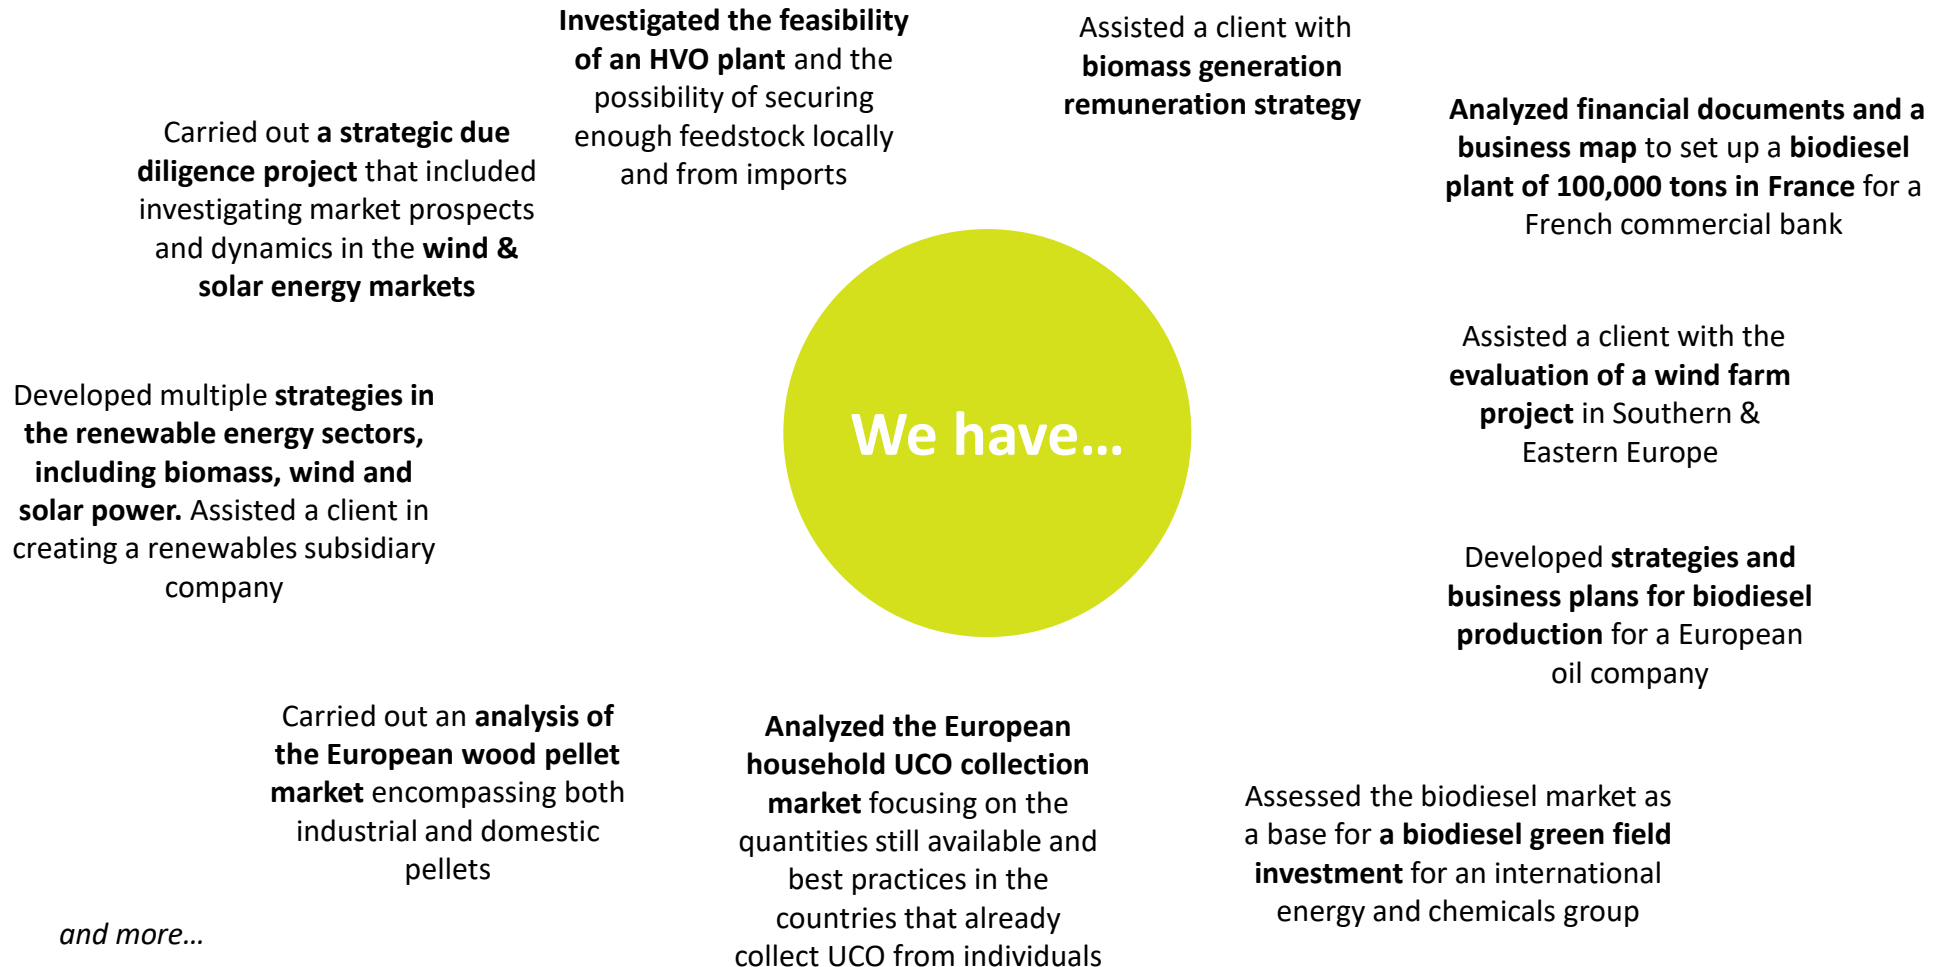 Investigated the feasibility
of an HVO plant and the
possibility of securing
enough feedstock locally
and from imports
Assisted a client with
biomass generation
remuneration strategy
Analyzed financial documents and a
business map to set up a biodiesel
plant of 100,000 tons in France for a
French commercial bank
Carried out a strategic due
diligence project that included
investigating market prospects
and dynamics in the wind &
solar energy markets
Assisted a client with the
evaluation of a wind farm
project in Southern &
Eastern Europe
Developed multiple strategies in
the renewable energy sectors,
including biomass, wind and
solar power. Assisted a client in
creating a renewables subsidiary
company
We have…
Developed strategies and
business plans for biodiesel
production for a European
oil company
Carried out an analysis of
the European wood pellet
market encompassing both
industrial and domestic
pellets
Analyzed the European
household UCO collection
market focusing on the
quantities still available and
best practices in the
countries that already
collect UCO from individuals
Assessed the biodiesel market as
a base for a biodiesel green field
investment for an international
energy and chemicals group
and more…